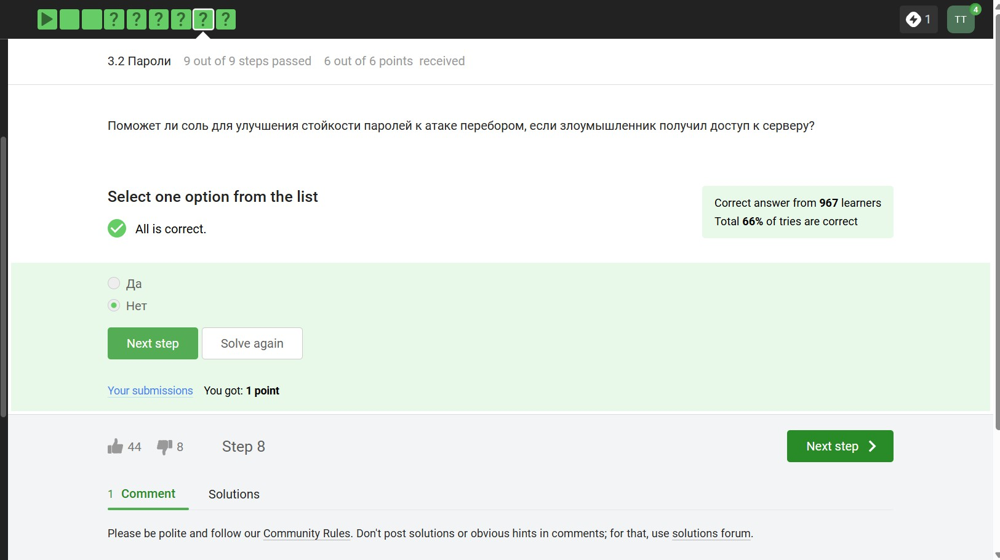 ? ? ? ? ? ?
1
TT
4
3.2 Пароли 9 out of 9 steps passed 6 out of 6 points received
Поможет ли соль для улучшения стойкости паролей к атаке перебором, если злоумышленник получил доступ к серверу?
Select one option from the list
Correct answer from 967 learners
Total 66% of tries are correct
All is correct.
Да
Нет
Next step Solve again
Your submissions You got: 1 point
44 8 Step 8 Next step
1 Comment Solutions
Please be polite and follow our Community Rules. Don't post solutions or obvious hints in comments; for that, use solutions forum.